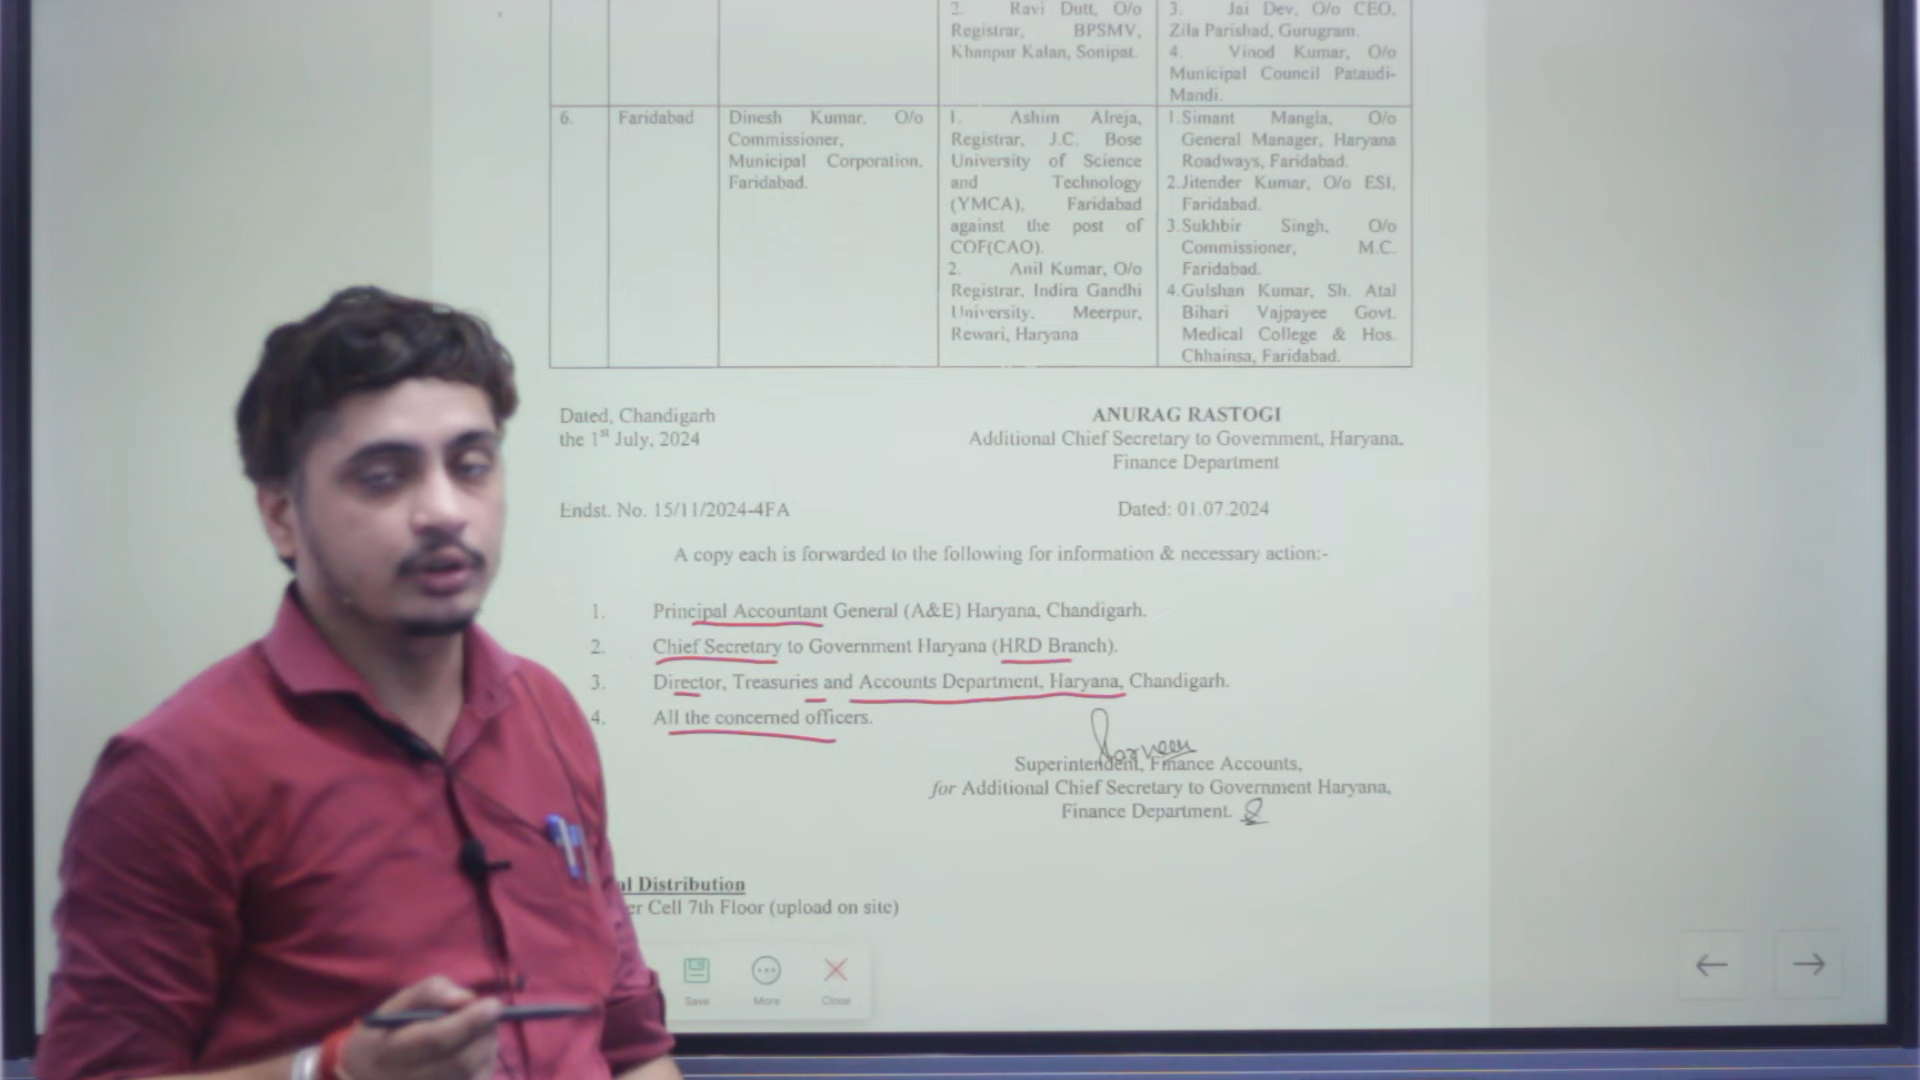 2. Ravi Dutt, O/o
Registrar, BPSMV,
Khanpur Kalan, Sonipat.
3. Jai Dev, O/o CEO,
Zila Parishad, Gurugram.
4. Vinod Kumar, O/o
Municipal Council Pataudi-
Mandi.
6.
Faridabad
Dinesh Kumar, O/o
Commissioner,
Municipal Corporation,
Faridabad.
1. Ashim Alreja,
Registrar, J.C. Bose
University of Science
and Technology
(YMCA), Faridabad
against the post of
COF(CAO).
2. Anil Kumar, O/o
Registrar, Indira Gandhi
University, Meerpur,
Rewari, Haryana
1.Simant Mangla, O/o
General Manager, Haryana
Roadways, Faridabad.
2.Jitender Kumar, O/o ESI,
Faridabad.
3.Sukhbir Singh, O/o
Commissioner, M.C.
Faridabad.
4.Gulshan Kumar, Sh. Atal
Bihari Vajpayee Govt.
Medical College & Hos.
Chhainsa, Faridabad.
Dated, Chandigarh
the 1st July, 2024
ANURAG RASTOGI
Additional Chief Secretary to Government, Haryana,
Finance Department
Endst. No. 15/11/2024-4FA
Dated: 01.07.2024
A copy each is forwarded to the following for information & necessary action:-
1. Principal Accountant General (A&E) Haryana, Chandigarh.
2. Chief Secretary to Government Haryana (HRD Branch).
3. Director, Treasuries and Accounts Department, Haryana, Chandigarh.
4. All the concerned officers.
Superintendent, Finance Accounts,
for Additional Chief Secretary to Government Haryana,
Finance Department.
al Distribution
er Cell 7th Floor (upload on site)
Save
More
Close